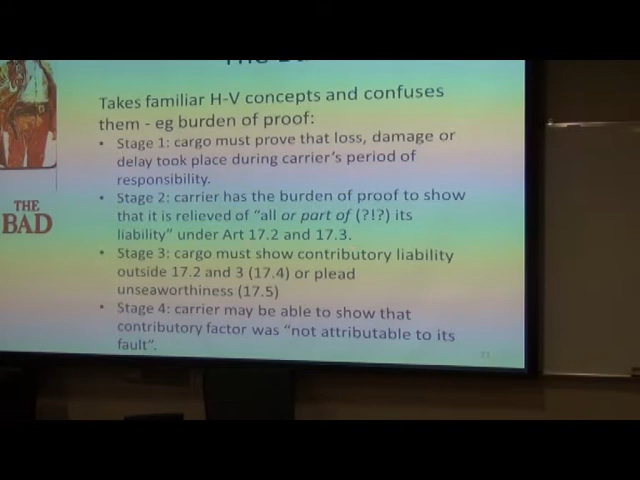 Takes familiar H-V concepts and confuses
them - eg burden of proof:
• Stage 1: cargo must prove that loss, damage or
delay took place during carrier's period of
responsibility.
• Stage 2: carrier has the burden of proof to show
that it is relieved of "all or part of (?!?) its
liability" under Art 17.2 and 17.3.
• Stage 3: cargo must show contributory liability
outside 17.2 and 3 (17.4) or plead
unseaworthiness (17.5)
• Stage 4: carrier may be able to show that
contributory factor was "not attributable to its
fault".
THE
BAD